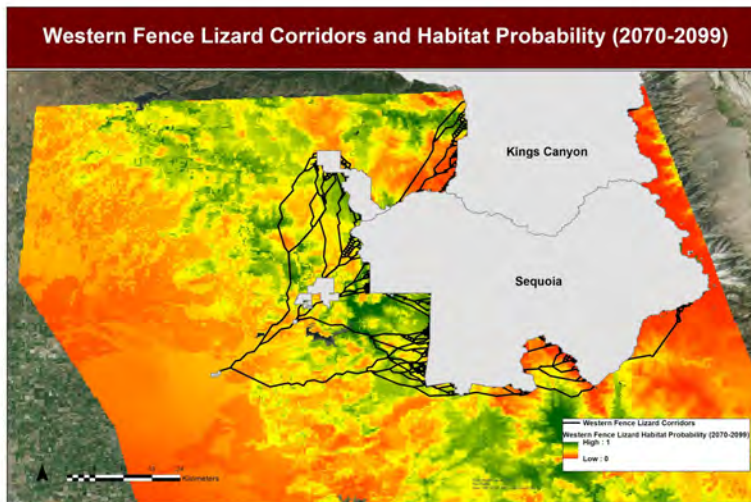 Western Fence Lizard Corridors and Habitat Probability (2070-2099)
Kings Canyon
Sequoia
Western Fence Lizard Corridors
Western Fence Lizard Habitat Probability (2070-2099)
High : 1
Low : 0
Kilometers